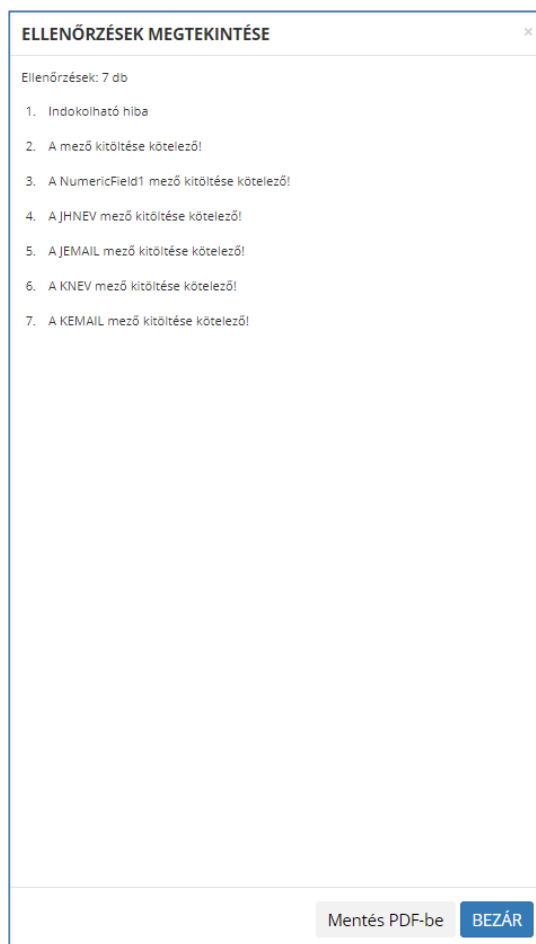 ELLENŐRZÉSEK MEGTEKINTÉSE ×
Ellenőrzések: 7 db
1. Indokolható hiba
2. A mező kitöltése kötelező!
3. A NumericField1 mező kitöltése kötelező!
4. A JHNEV mező kitöltése kötelező!
5. A JEMAIL mező kitöltése kötelező!
6. A KNEV mező kitöltése kötelező!
7. A KEMAIL mező kitöltése kötelező!
Mentés PDF-be BEZÁR